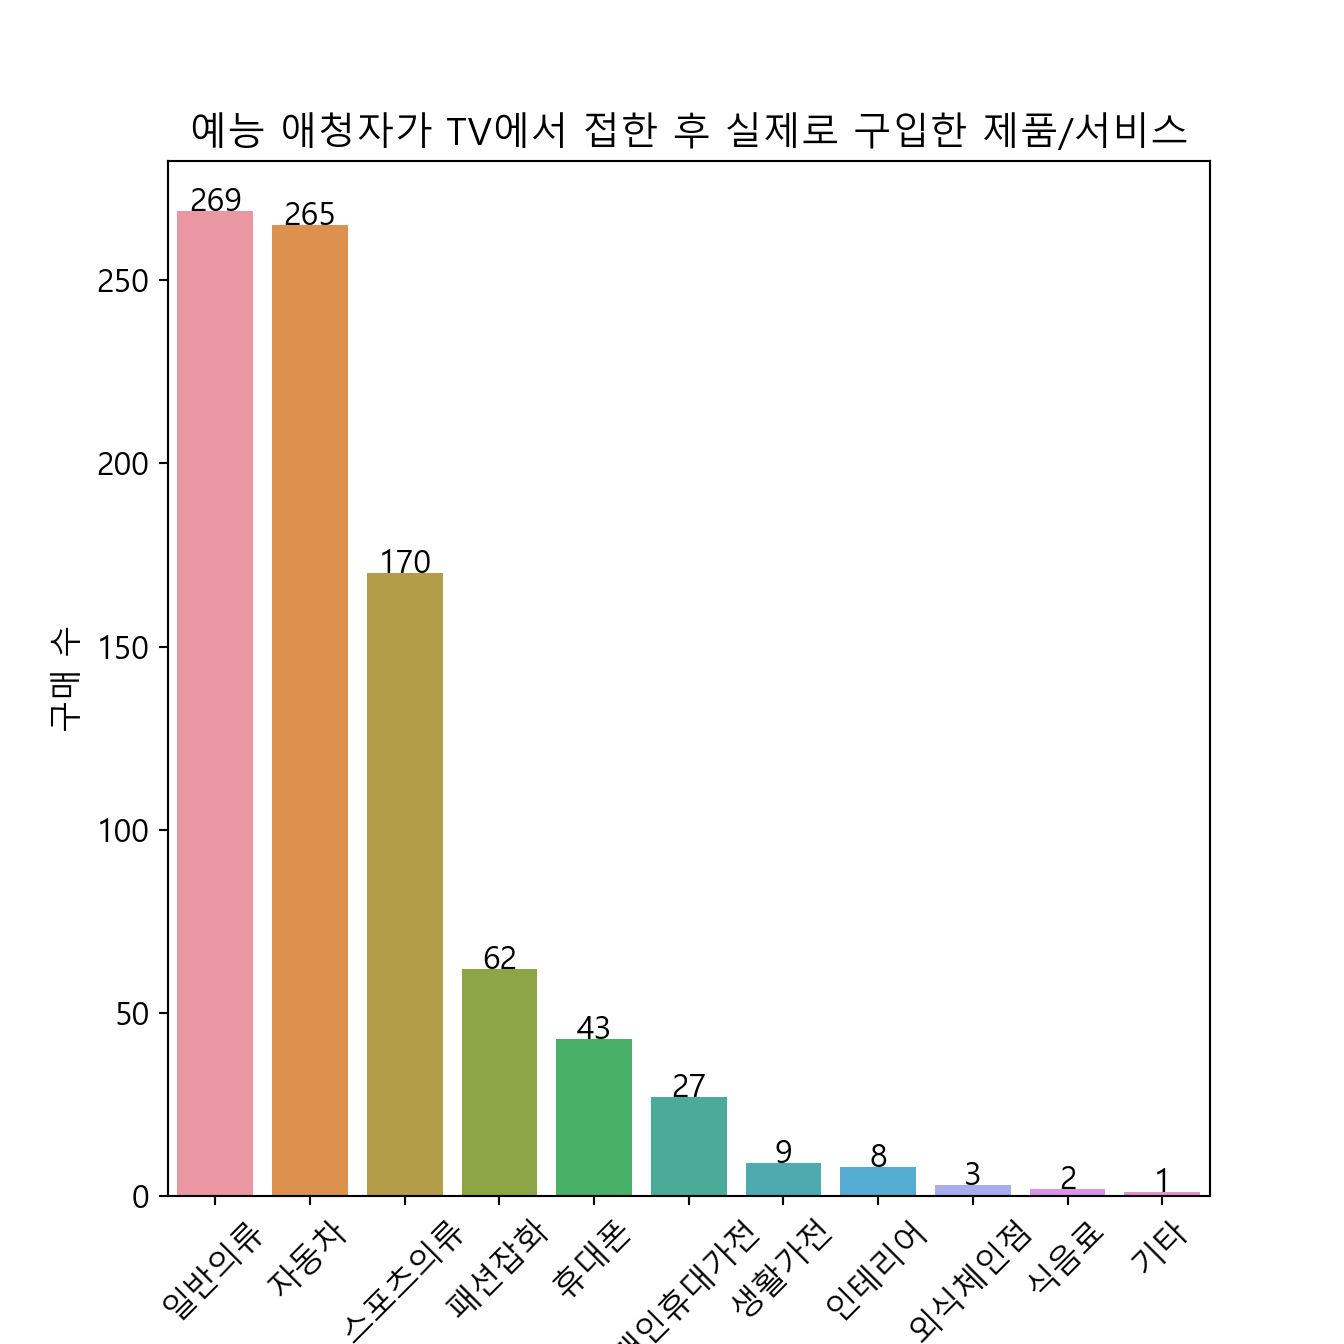 예능 애청자가 TV에서 접한 후 실제로 구입한 제품/서비스
구매 수
250
200
150
100
50
0
269
265
170
62
43
27
9
8
3
2
1
일반의류
자동차
스포츠의류
패션잡화
휴대폰
인휴대가전
생활가전
인테리어
외식체인점
식음료
기타